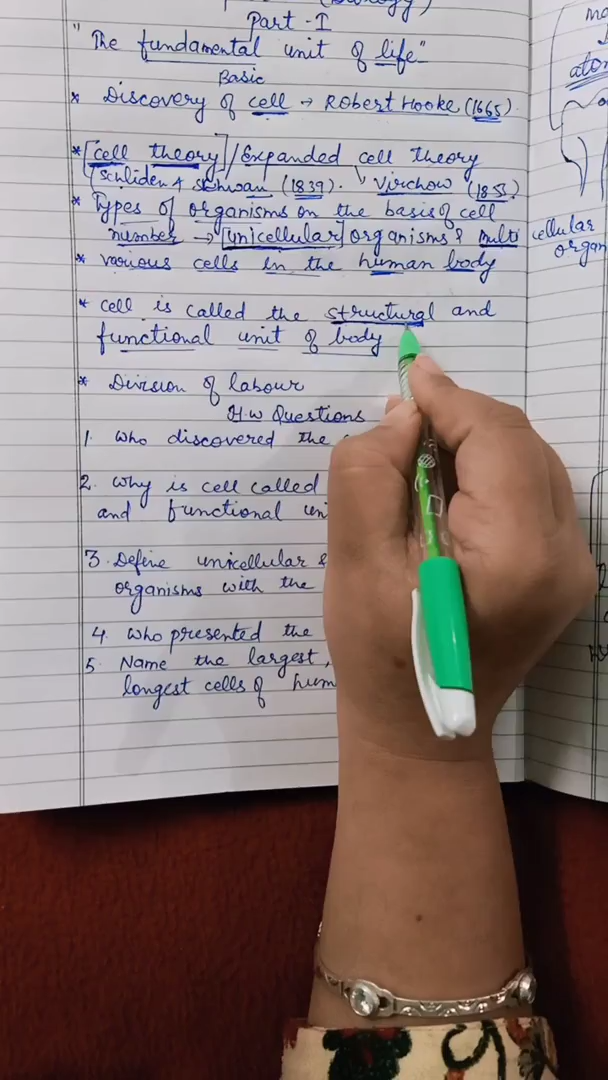 Part - I
"The fundamental unit of life"
Basic
* Discovery of cell → Robert Hooke (1665)
* [cell theory] / Expanded cell theory
(Schliden & Schwan (1839). Virchow (1855)
* Types of organisms on the basis of cell
number → [unicellular] organisms & multi cellular
organ
* various cells in the human body
* cell is called the structural and
functional unit of body
* Division of labour
H.W Questions
1. who discovered the
2. why is cell called
and functional uni
3. Define unicellular &
organisms with the
4. who presented the
5. Name the largest,
longest cells of hum
atom